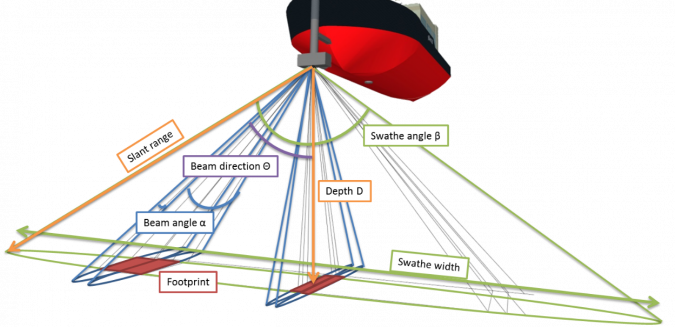 Slant range
Swathe angle β
Beam direction Θ
Depth D
Beam angle α
Swathe width
Footprint